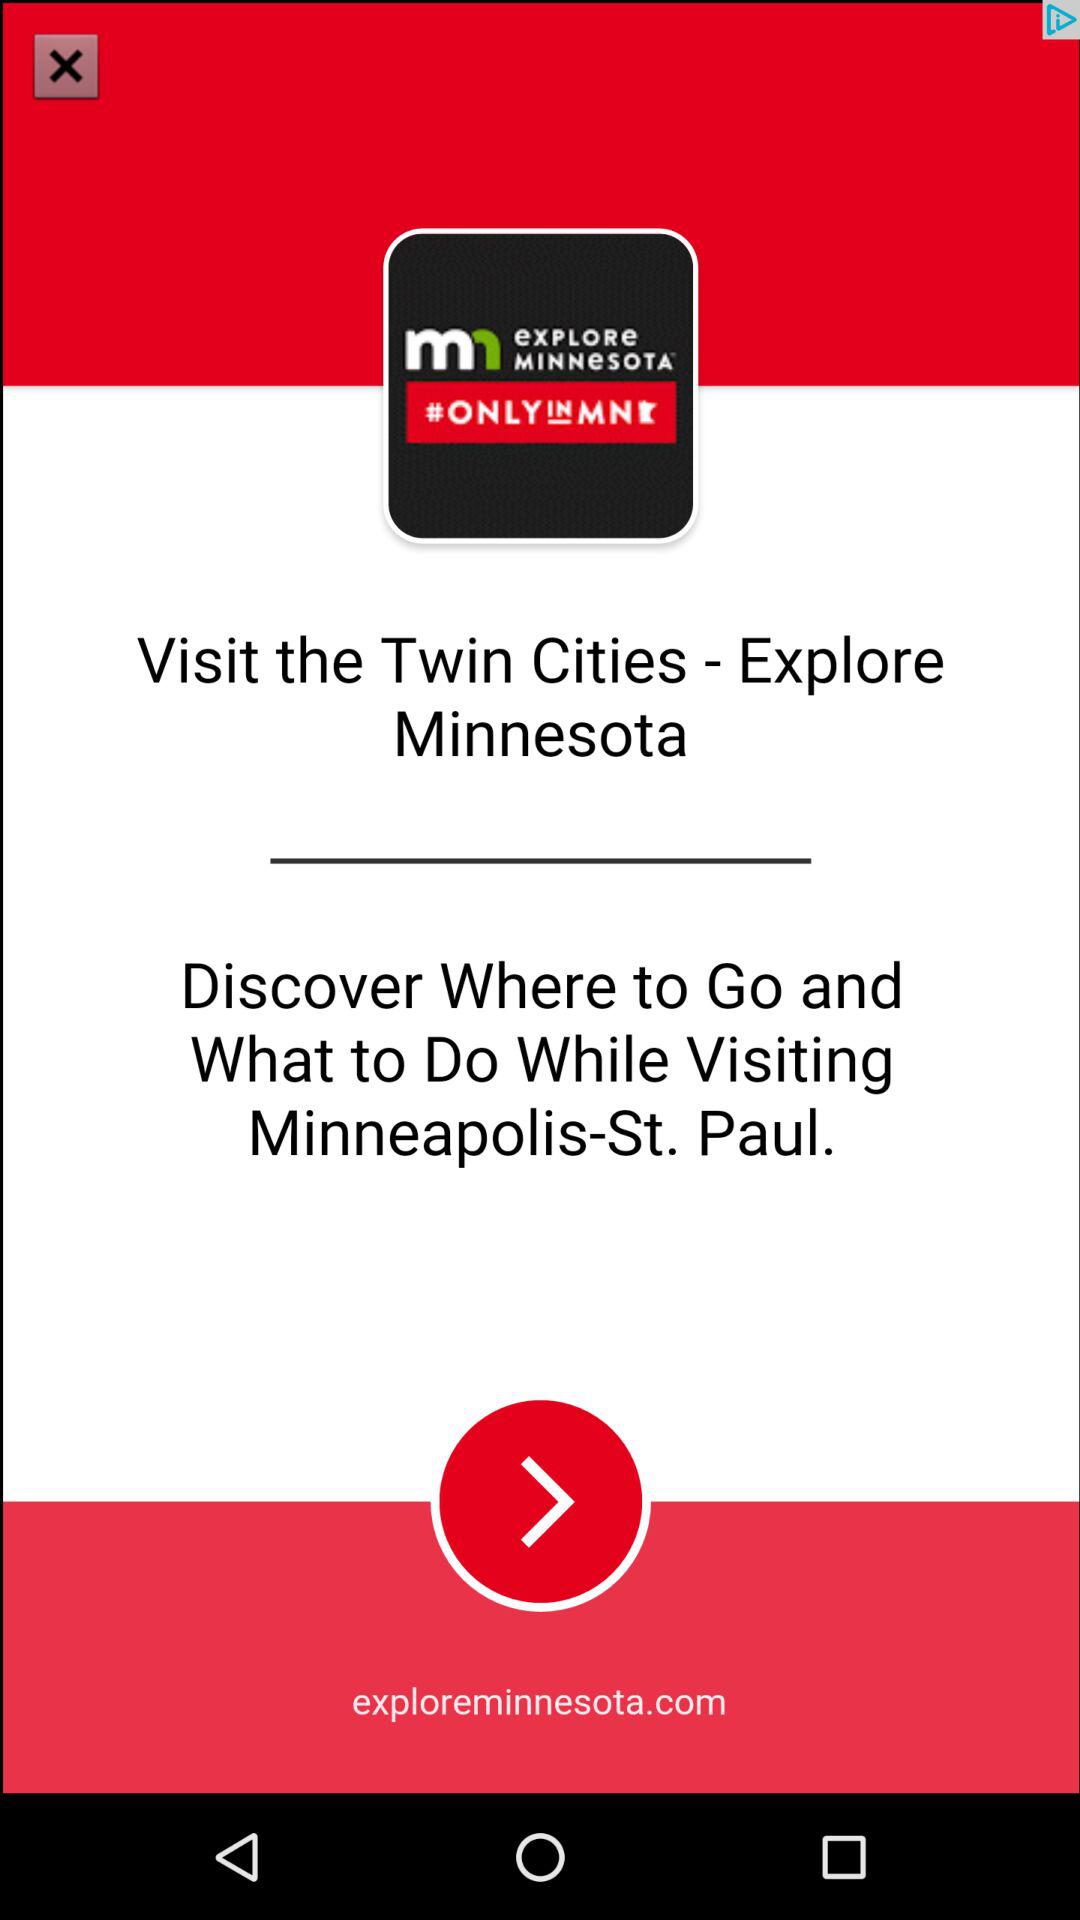 mn explore
minnesota
#ONLYINMN
Visit the Twin Cities - Explore
Minnesota
Discover Where to Go and
What to Do While Visiting
Minneapolis-St. Paul.
exploreminnesota.com